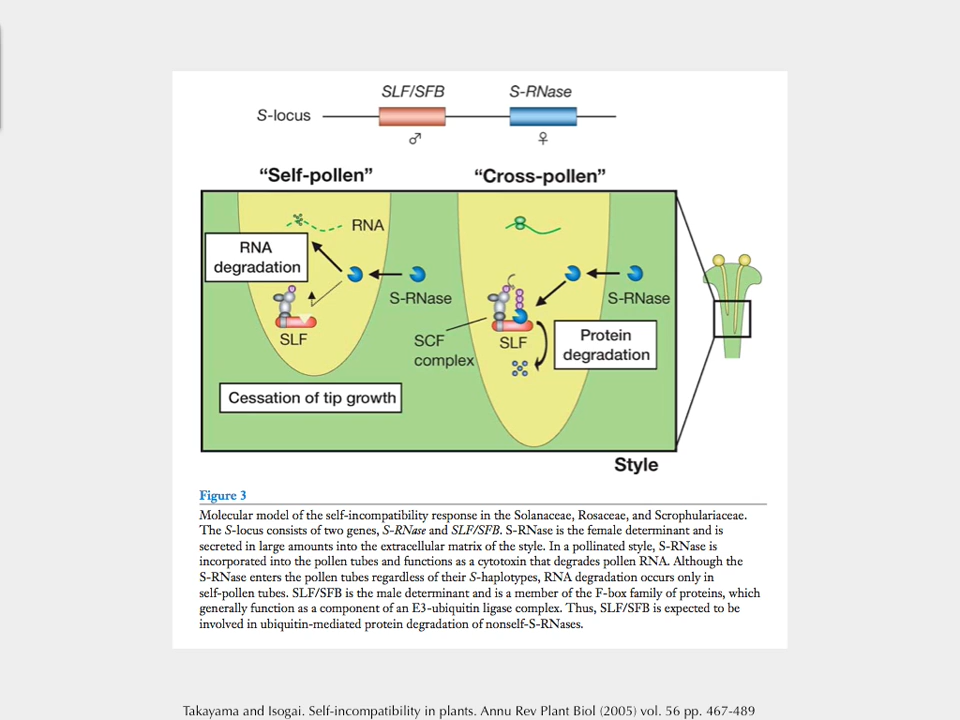 SLF/SFB
S-RNase
S-locus
♂
♀
“Self-pollen”
“Cross-pollen”
RNA
RNA
degradation
S-RNase
S-RNase
SLF
SCF
complex
SLF
Protein
degradation
Cessation of tip growth
Style
Figure 3
Molecular model of the self-incompatibility response in the Solanaceae, Rosaceae, and Scrophulariaceae.
The S-locus consists of two genes, S-RNase and SLF/SFB. S-RNase is the female determinant and is
secreted in large amounts into the extracellular matrix of the style. In a pollinated style, S-RNase is
incorporated into the pollen tubes and functions as a cytotoxin that degrades pollen RNA. Although the
S-RNase enters the pollen tubes regardless of their S-haplotypes, RNA degradation occurs only in
self-pollen tubes. SLF/SFB is the male determinant and is a member of the F-box family of proteins, which
generally function as a component of an E3-ubiquitin ligase complex. Thus, SLF/SFB is expected to be
involved in ubiquitin-mediated protein degradation of nonself-S-RNases.
Takayama and Isogai. Self-incompatibility in plants. Annu Rev Plant Biol (2005) vol. 56 pp. 467-489